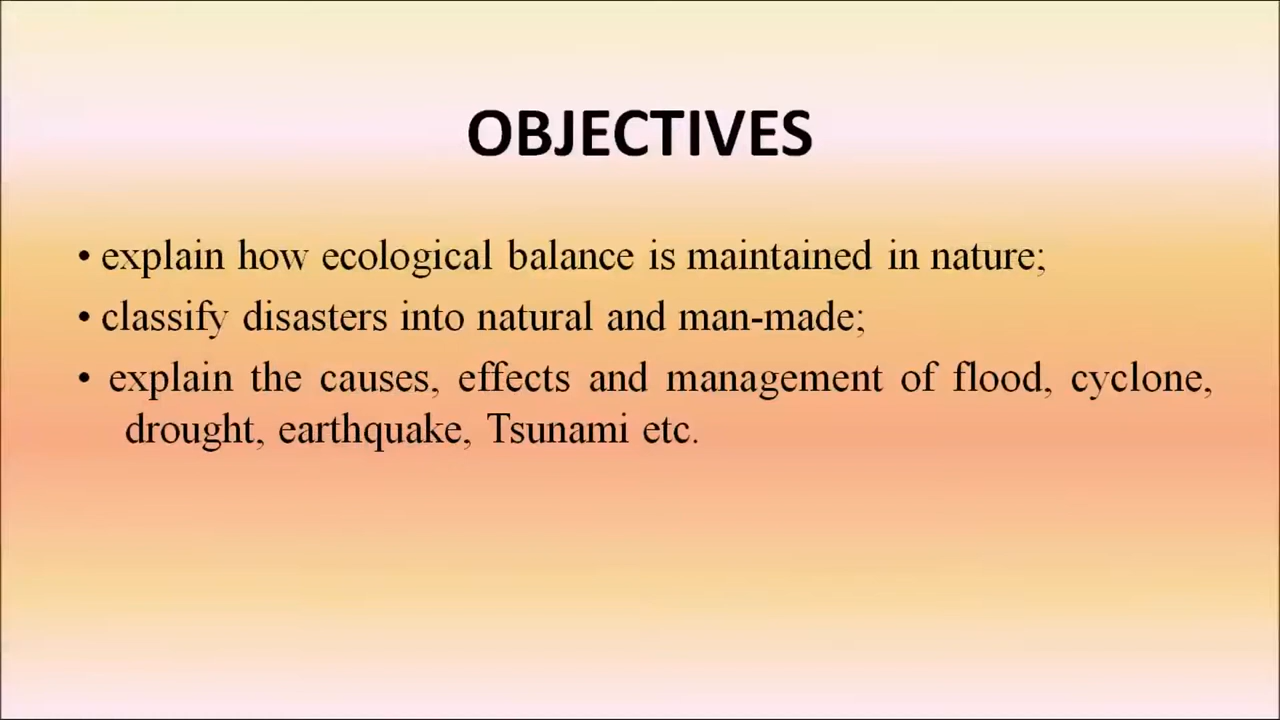 OBJECTIVES
• explain how ecological balance is maintained in nature;
• classify disasters into natural and man-made;
• explain the causes, effects and management of flood, cyclone,
drought, earthquake, Tsunami etc.